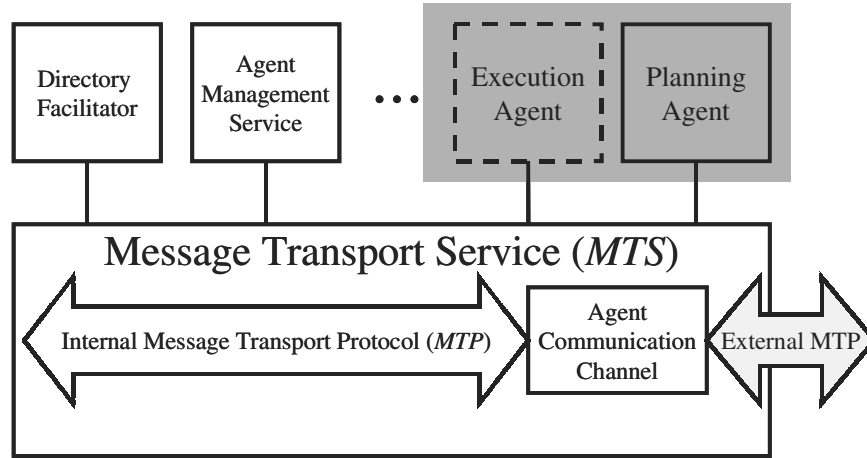 Directory
Facilitator
Agent
Management
Service
...
Execution
Agent
Planning
Agent
Message Transport Service (MTS)
Internal Message Transport Protocol (MTP)
Agent
Communication
Channel
External MTP